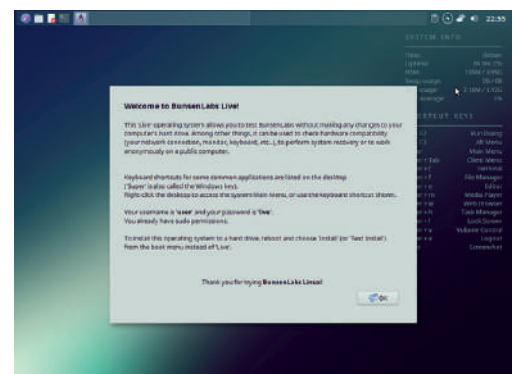 22:55
SYSTEM INFO
Welcome to BunsenLabs Live!
This 'Live' operating system allows you to test BunsenLabs without making any changes to your
computer's hard drive. Among other things, it can be used to check hardware compatibility
(your network connection, monitor, keyboard, etc...), to perform system recovery or to work
anonymously on a public computer.
Keyboard shortcuts for some common applications are listed on the desktop
('Super' is also called the Windows key).
Right-click the desktop to access the system Main Menu, or use the keyboard shortcut shown.
Your username is 'user' and your password is 'live'.
You already have sudo permissions.
To install this operating system to a hard drive, reboot and choose 'Install' (or 'Text Install')
from the boot menu instead of 'Live'.
Thank you for trying BunsenLabs Linux!
OK
KEYS
Run Dialog
Alt Menu
Main Menu
Client Menu
Terminal
File Manager
Editor
Media Player
Web Browser
Task Manager
Lock Screen
Volume Control
Logout
Screenshot